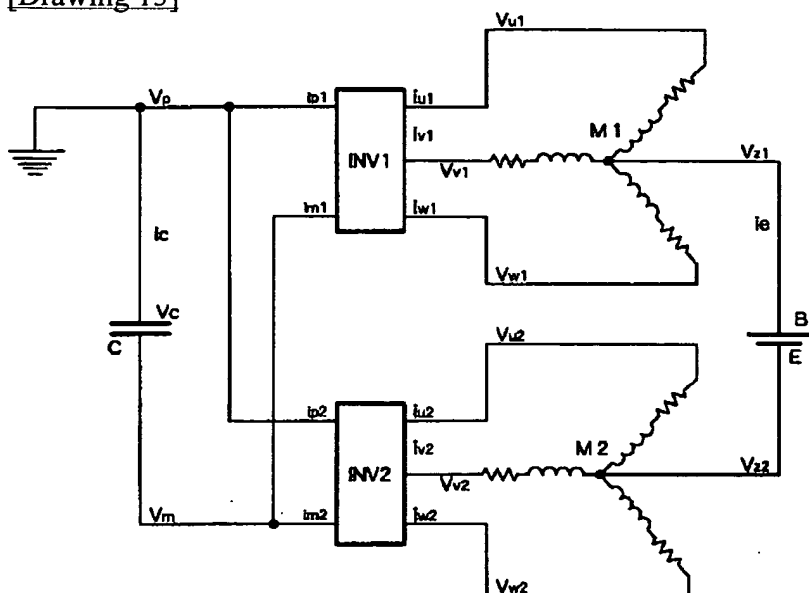 [Drawing 15]
Vu1
Vp
ip1
iu1
M1
iv1
INV1
Vv1
Vz1
im1
iw1
ic
ie
Vw1
Vc
C
B
E
Vu2
ip2
iu2
M2
iv2
INV2
Vv2
Vz2
Vm
im2
iw2
Vw2